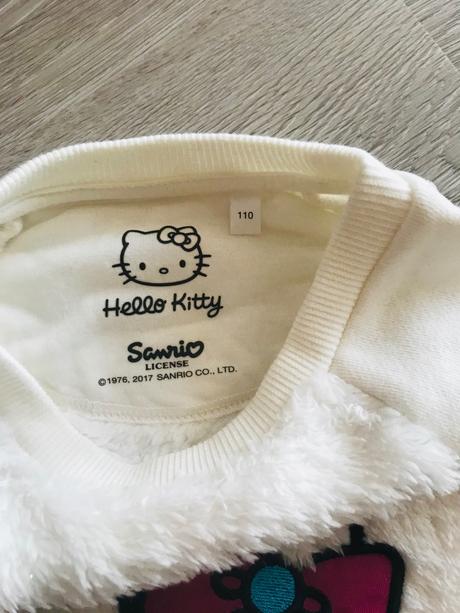 110
Hello Kitty
Sanrio
LICENSE
©1976, 2017 SANRIO CO., LTD.